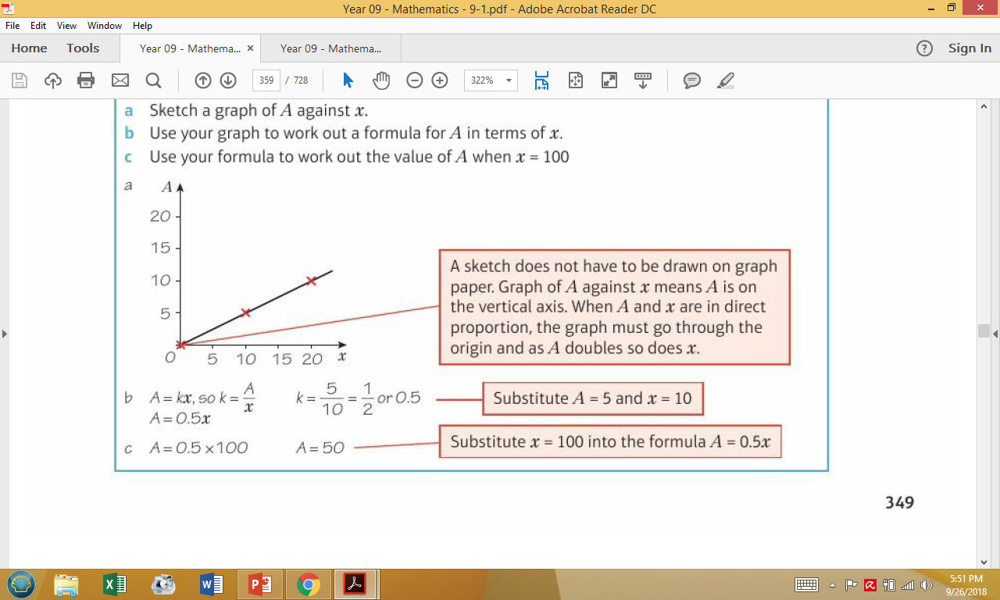 Year 09 - Mathematics - 9-1.pdf - Adobe Acrobat Reader DC
File Edit View Window Help
Home Tools Year 09 - Mathema... × Year 09 - Mathema... ? Sign In
359 / 728 322%
a Sketch a graph of A against x.
b Use your graph to work out a formula for A in terms of x.
c Use your formula to work out the value of A when x = 100
a A
20
15
10
5
O 5 10 15 20 x
A sketch does not have to be drawn on graph
paper. Graph of A against x means A is on
the vertical axis. When A and x are in direct
proportion, the graph must go through the
origin and as A doubles so does x.
b A = kx, so k = A/x k = 5/10 = 1/2 or 0.5 Substitute A = 5 and x = 10
A = 0.5x
c A = 0.5 × 100 A = 50 Substitute x = 100 into the formula A = 0.5x
349
5:51 PM
9/26/2018